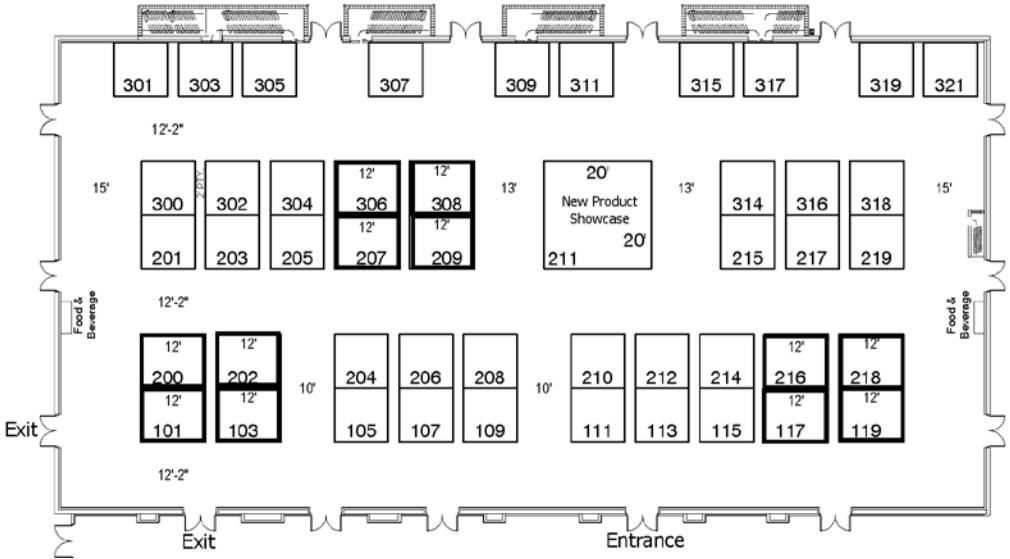 301 303 305 307 309 311 315 317 319 321
12'-2"
12' 12' 20'
15' 13' New Product 13' 15'
300 302 304 306 308 Showcase 314 316 318
12' 12'
20'
201 203 205 207 209 211 215 217 219
12'-2"
Food & Beverage
Food & Beverage
12' 12' 12' 12'
200 202 204 206 208 210 212 214 216 218
10' 10'
12' 12' 12' 12'
101 103 105 107 109 111 113 115 117 119
Exit
12'-2"
Exit Entrance